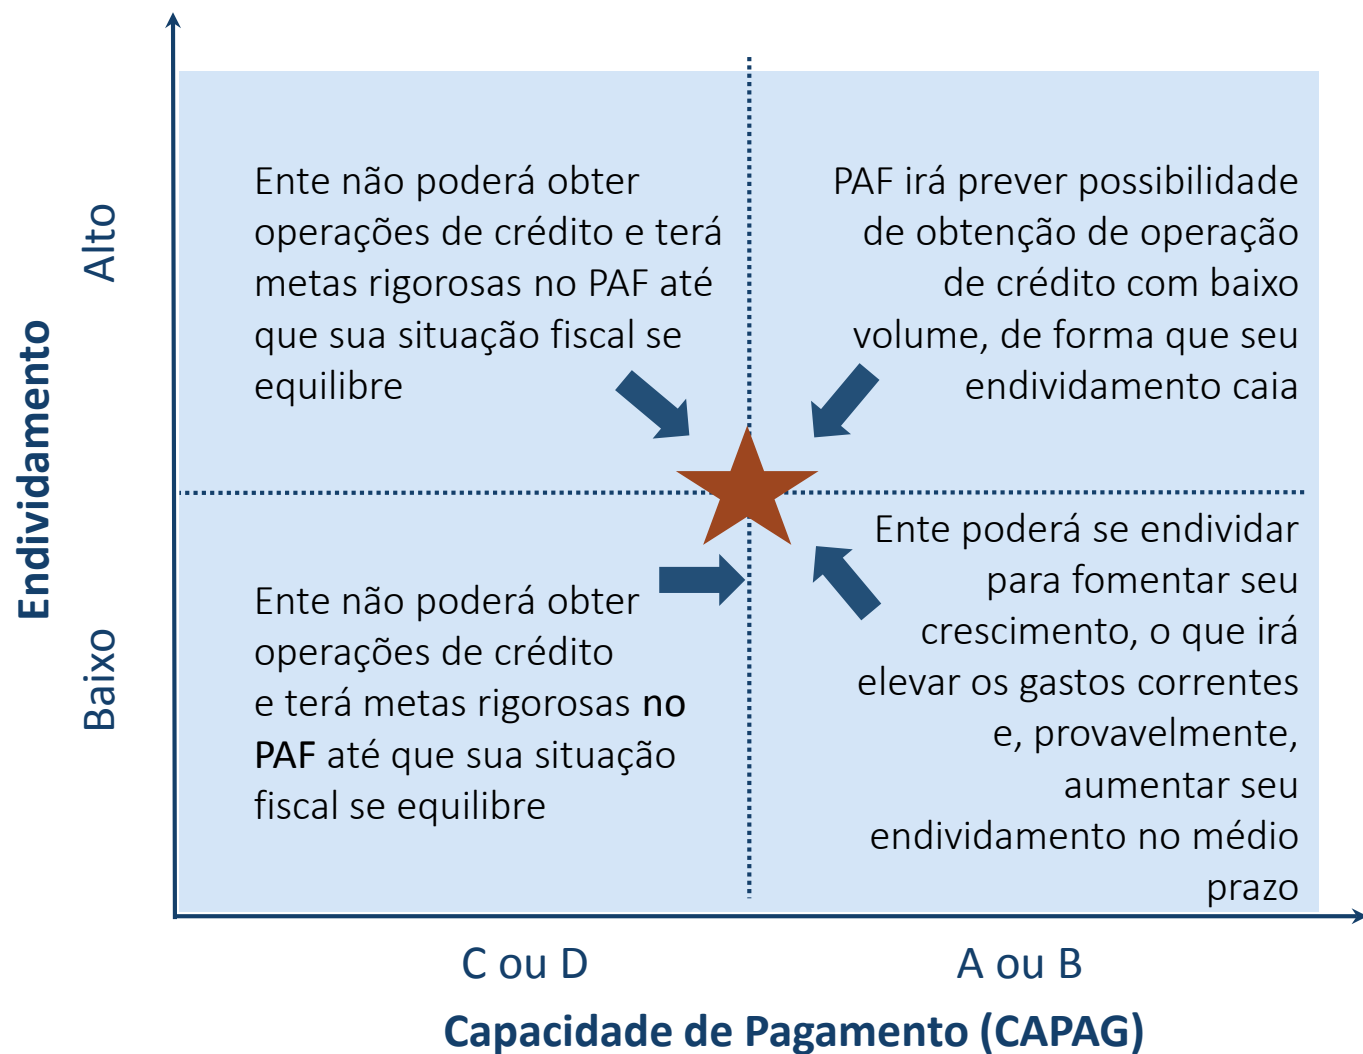 Endividamento
Alto
Baixo
Ente não poderá obter
operações de crédito e terá
metas rigorosas no PAF até
que sua situação fiscal se
equilibre
PAF irá prever possibilidade
de obtenção de operação
de crédito com baixo
volume, de forma que seu
endividamento caia
Ente não poderá obter
operações de crédito
e terá metas rigorosas no
PAF até que sua situação
fiscal se equilibre
Ente poderá se endividar
para fomentar seu
crescimento, o que irá
elevar os gastos correntes
e, provavelmente,
aumentar seu
endividamento no médio
prazo
C ou D
A ou B
Capacidade de Pagamento (CAPAG)